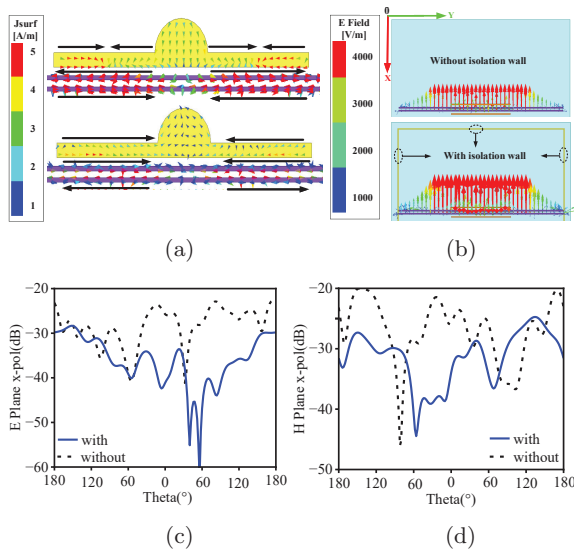 Jsurf
[A/m]
5
4
3
2
1
(a)
E Field
[V/m]
4000
3000
2000
1000
0
Y
X
Without isolation wall
With isolation wall
(b)
E Plane x-pol(dB)
−20
−30
−40
−50
−60
with
without
180 120 60 0 60 120 180
Theta(°)
(c)
H Plane x-pol(dB)
−20
−30
−40
−50
with
without
180 120 60 0 60 120 180
Theta(°)
(d)